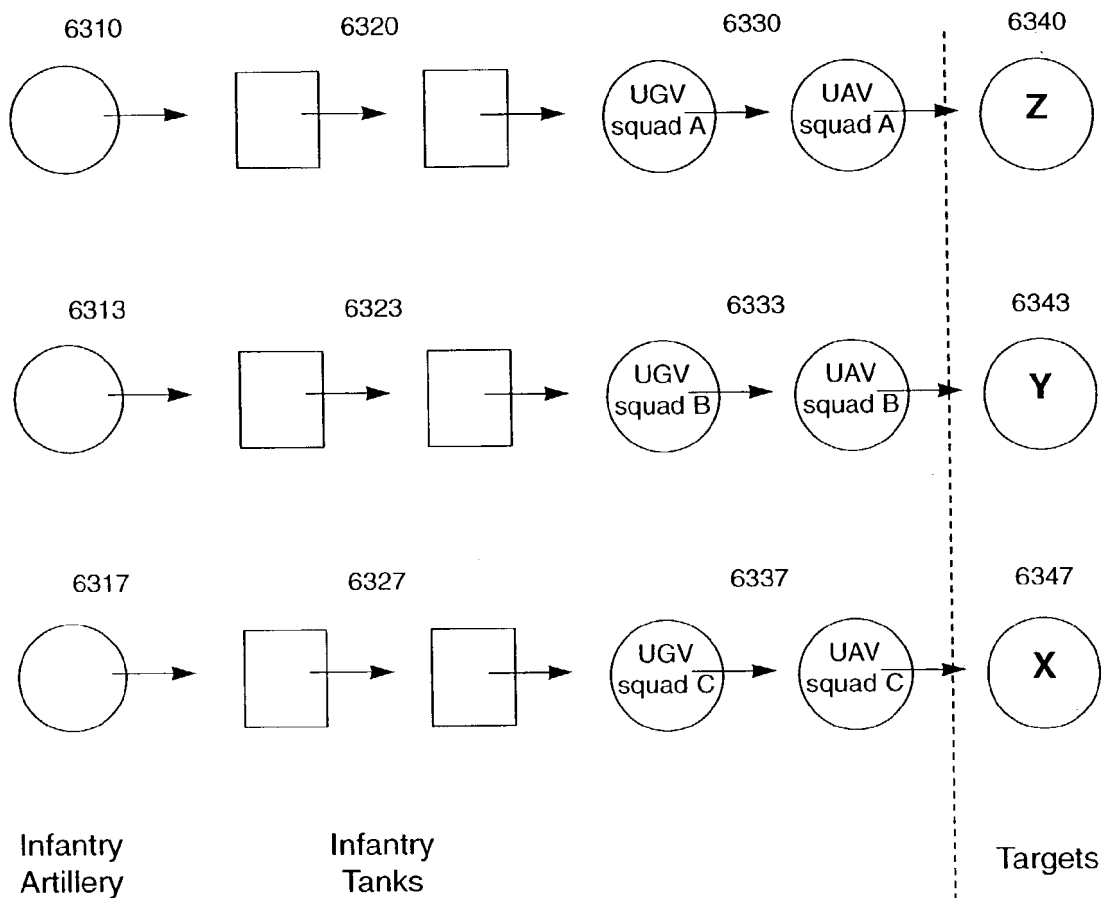 6310 6320 6330 6340
UGV UAV Z
squad A squad A
6313 6323 6333 6343
UGV UAV Y
squad B squad B
6317 6327 6337 6347
UGV UAV X
squad C squad C
Infantry Infantry
Artillery Tanks Targets